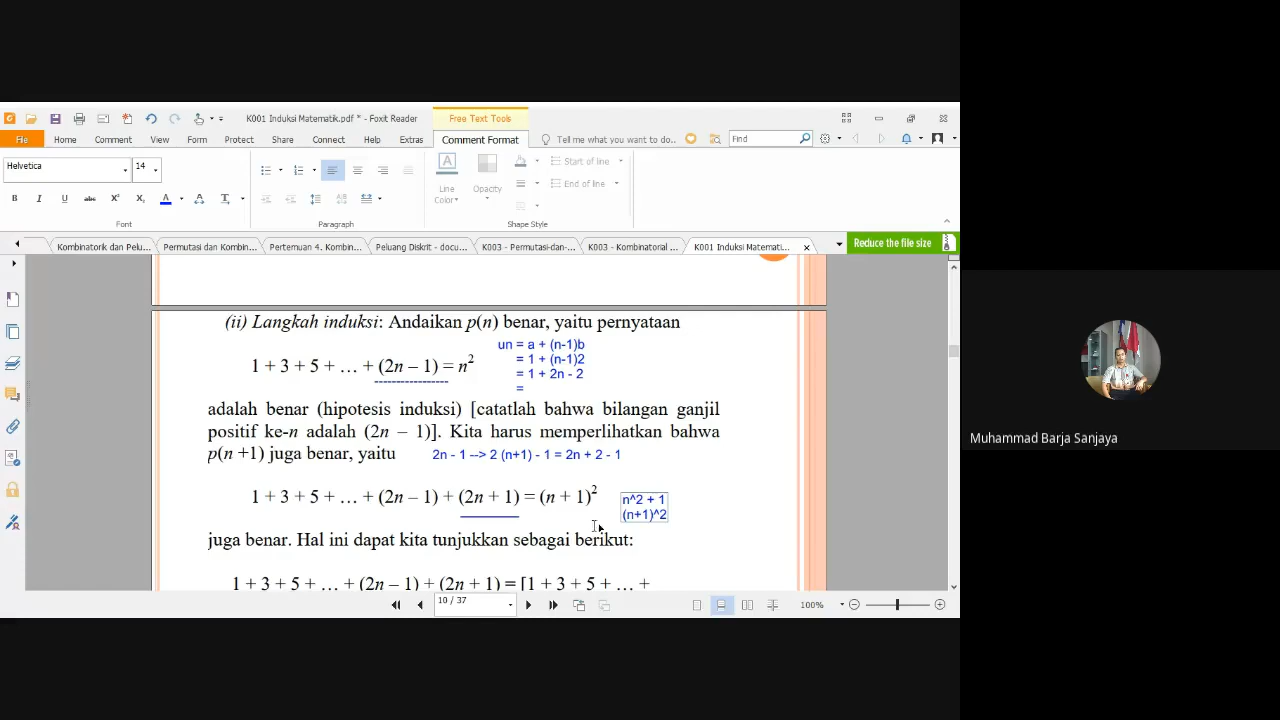 K001 Induksi Matematik.pdf * - Foxit Reader
Free Text Tools
File Home Comment View Form Protect Share Connect Help Extras Comment Format Tell me what you want to do.. Find
Helvetica 14
Line Color
Opacity
Start of line
End of line
B I U abc X² X₂ A T
Font Paragraph Shape Style
Kombinatorik dan Pelu... Permutasi dan Kombin... Pertemuan 4. Kombin... Peluang Diskrit - docu... K003 - Permutasi-dan-... K003 - Kombinatorial ... K001 Induksi Matemati... Reduce the file size
(ii) Langkah induksi: Andaikan p(n) benar, yaitu pernyataan
un = a + (n-1)b
= 1 + (n-1)2
= 1 + 2n - 2
=
1 + 3 + 5 + … + (2n – 1) = n²
adalah benar (hipotesis induksi) [catatlah bahwa bilangan ganjil
positif ke-n adalah (2n – 1)]. Kita harus memperlihatkan bahwa
p(n +1) juga benar, yaitu 2n - 1 --> 2 (n+1) - 1 = 2n + 2 - 1
1 + 3 + 5 + … + (2n – 1) + (2n + 1) = (n + 1)²
n^2 + 1
(n+1)^2
juga benar. Hal ini dapat kita tunjukkan sebagai berikut:
1 + 3 + 5 + … + (2n – 1) + (2n + 1) = [1 + 3 + 5 + … +
10 / 37 100%
Muhammad Barja Sanjaya